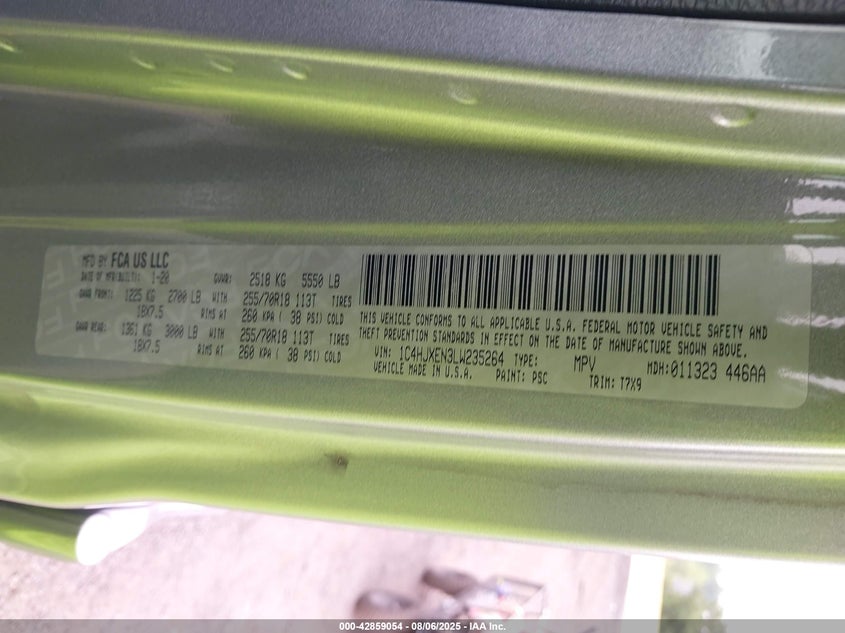 MFD BY FCA US LLC
DATE OF MFR(BUILT): 1-20 GVWR: 2518 KG 5550 LB
GAWR FRONT: 1225 KG 2700 LB WITH 255/70R18 113T TIRES
18X7.5 RIMS AT 260 KPA ( 38 PSI) COLD
GAWR REAR: 1361 KG 3000 LB WITH 255/70R18 113T TIRES
18X7.5 RIMS AT 260 KPA ( 38 PSI) COLD
THIS VEHICLE CONFORMS TO ALL APPLICABLE U.S.A. FEDERAL MOTOR VEHICLE SAFETY AND
THEFT PREVENTION STANDARDS IN EFFECT ON THE DATE OF MANUFACTURE SHOWN ABOVE.
VIN: 1C4HJXEN3LW235264 TYPE: MPV MDH: 011323 446AA
VEHICLE MADE IN U.S.A. PAINT: PSC TRIM: T7X9
000-42859054 - 08/06/2025 - IAA Inc.